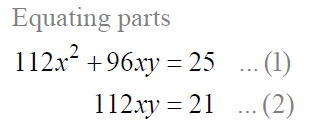 Equating parts
112x² + 96xy = 25 ... (1)
112xy = 21 ... (2)